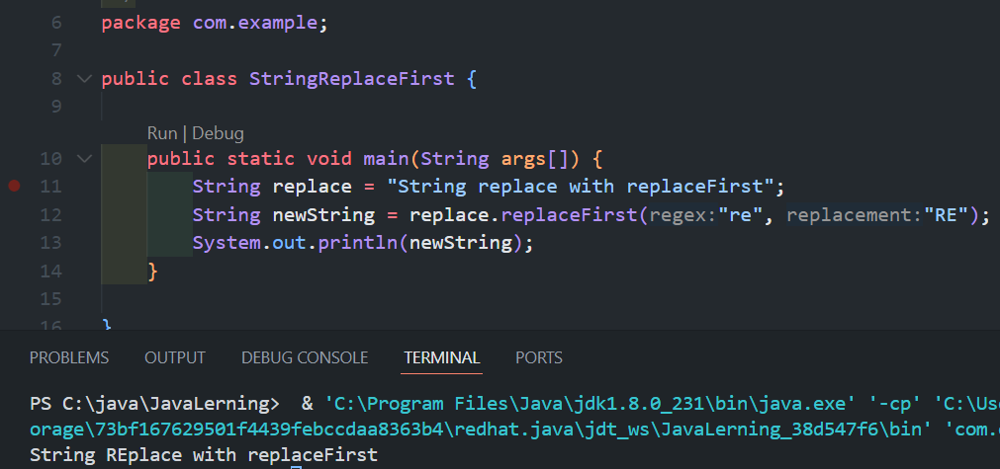 6 package com.example;
7
8 public class StringReplaceFirst {
9
Run | Debug
10 public static void main(String args[]) {
11 String replace = "String replace with replaceFirst";
12 String newString = replace.replaceFirst(regex:"re", replacement:"RE");
13 System.out.println(newString);
14 }
15
16 }
PROBLEMS OUTPUT DEBUG CONSOLE TERMINAL PORTS
PS C:\java\JavaLerning> & 'C:\Program Files\Java\jdk1.8.0_231\bin\java.exe' '-cp' 'C:\Use
orage\73bf167629501f4439febccdaa8363b4\redhat.java\jdt_ws\JavaLerning_38d547f6\bin' 'com.
String REplace with replaceFirst